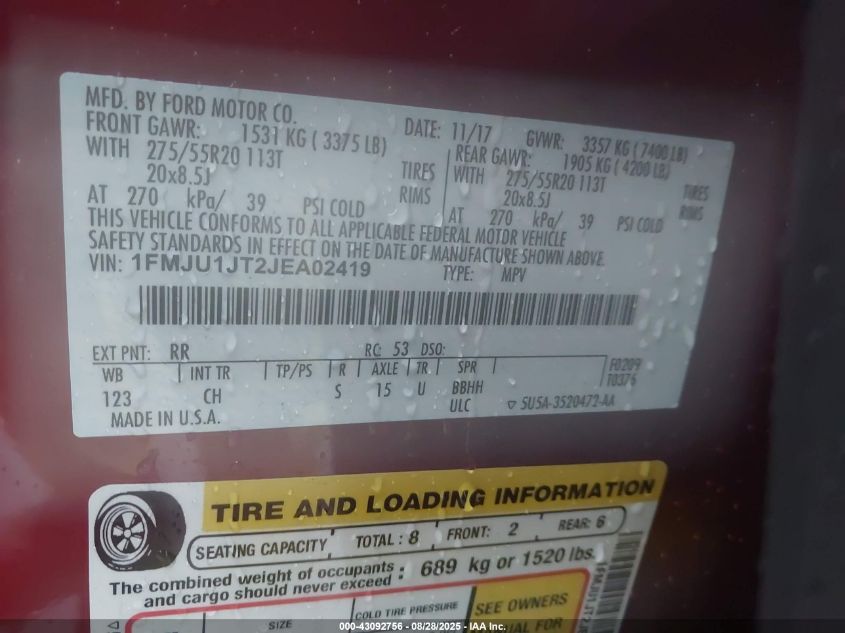 MFD. BY FORD MOTOR CO.
DATE: 11/17 GVWR: 3357 KG ( 7400 LB)
FRONT GAWR: 1531 KG ( 3375 LB) REAR GAWR: 1905 KG ( 4200 LB)
WITH 275/55R20 113T TIRES WITH 275/55R20 113T TIRES
20x8.5J RIMS 20x8.5J RIMS
AT 270 kPa/ 39 PSI COLD AT 270 kPa/ 39 PSI COLD
THIS VEHICLE CONFORMS TO ALL APPLICABLE FEDERAL MOTOR VEHICLE
SAFETY STANDARDS IN EFFECT ON THE DATE OF MANUFACTURE SHOWN ABOVE.
VIN: 1FMJU1JT2JEA02419 TYPE: MPV
EXT PNT: RR RC: 53 DSO:
WB INT TR TP/PS R AXLE TR SPR F0209
123 CH S 15 U BBHH T0376
ULC ▽ 5U5A-3520472-AA
MADE IN U.S.A.
TIRE AND LOADING INFORMATION
SEATING CAPACITY TOTAL : 8 FRONT: 2 REAR: 6
The combined weight of occupants and cargo should never exceed : 689 kg or 1520 lbs.
SIZE COLD TIRE PRESSURE SEE OWNERS
000-43092756 - 08/28/2025 - IAA Inc.